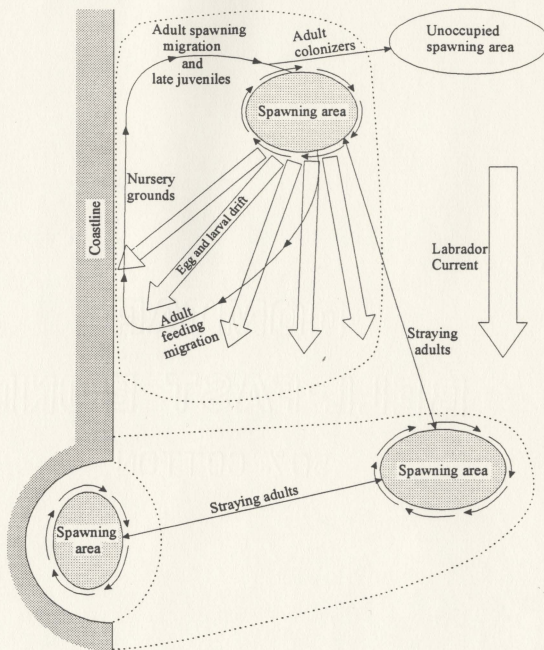 Adult spawning
migration
and
late juveniles
Adult
colonizers
Unoccupied
spawning area
Spawning area
Nursery
grounds
Coastline
Egg and larval drift
Labrador
Current
Adult
feeding
migration
Straying
adults
Spawning area
Straying adults
Spawning
area